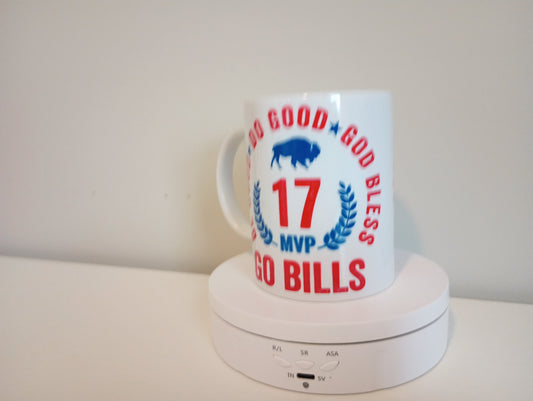 DO GOOD ★ GOD BLESS
17
MVP
GO BILLS
R/L SR ASA
IN 5V